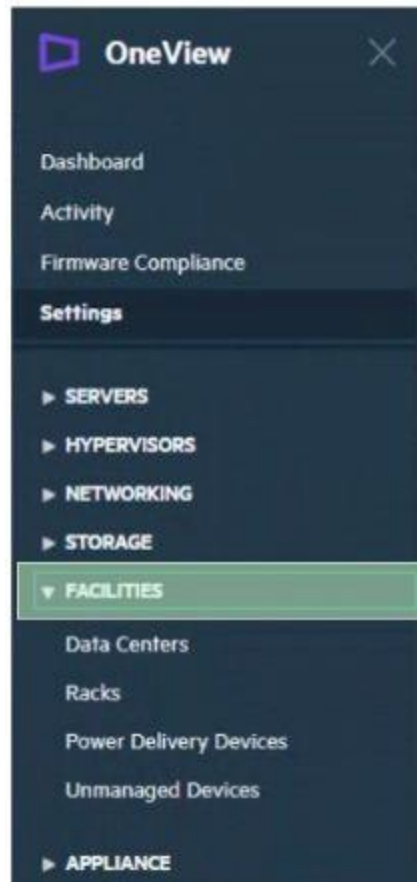 OneView
Dashboard
Activity
Firmware Compliance
Settings
SERVERS
HYPERVISORS
NETWORKING
STORAGE
FACILITIES
Data Centers
Racks
Power Delivery Devices
Unmanaged Devices
APPLIANCE